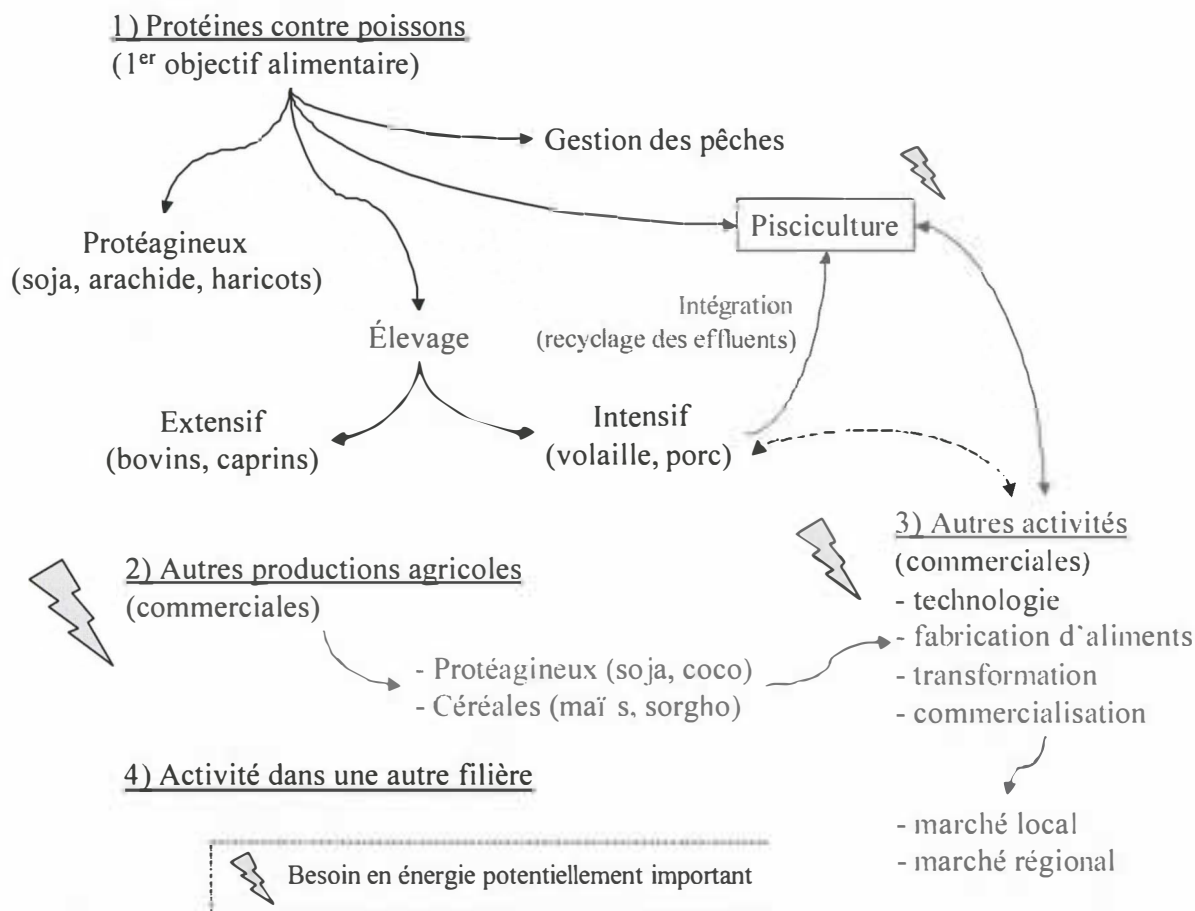 1) Protéines contre poissons
(1er objectif alimentaire)
Gestion des pêches
Pisciculture
Protéagineux
(soja, arachide, haricots)
Intégration
(recyclage des effluents)
Élevage
Extensif
(bovins, caprins)
Intensif
(volaille, porc)
2) Autres productions agricoles
(commerciales)
- Protéagineux (soja, coco)
- Céréales (maï s, sorgho)
3) Autres activités
(commerciales)
- technologie
- fabrication d`aliments
- transformation
- commercialisation
- marché local
- marché régional
4) Activité dans une autre filière
Besoin en énergie potentiellement important